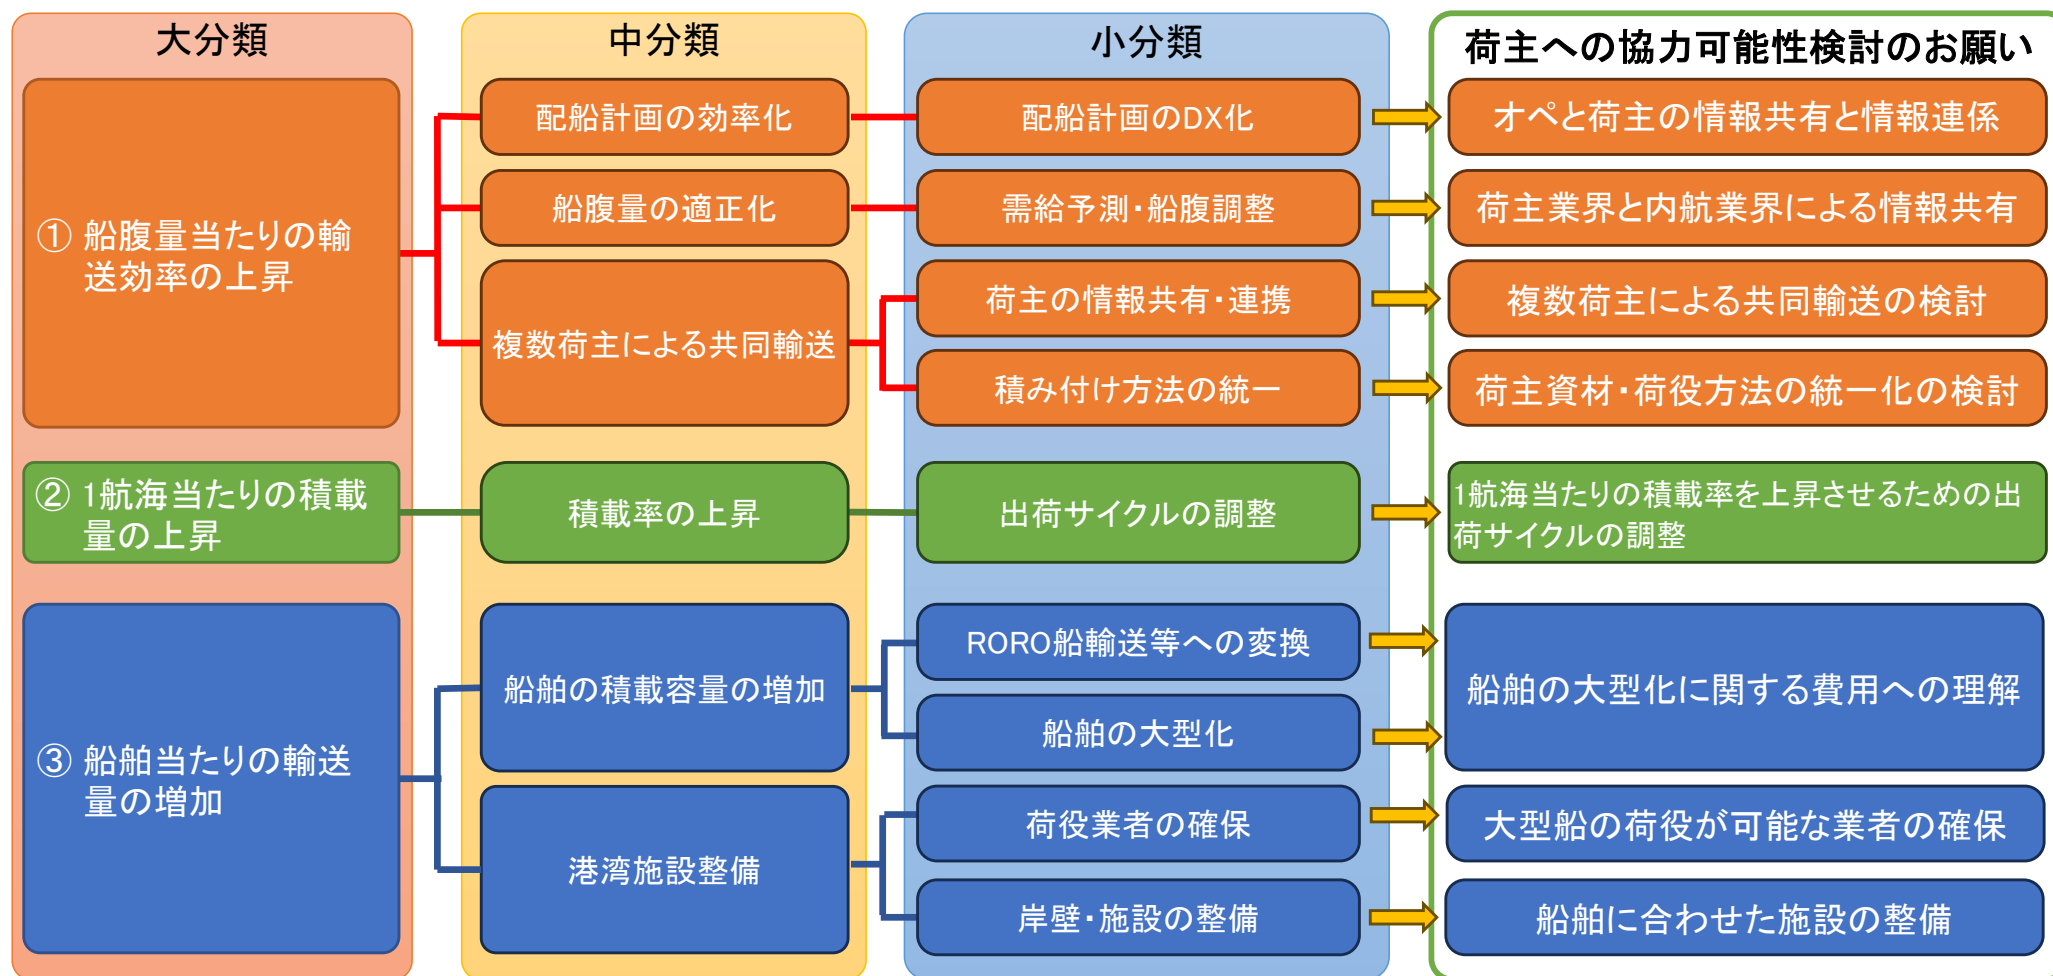 大分類
中分類
小分類
荷主への協力可能性検討のお願い
① 船腹量当たりの輸
送効率の上昇
配船計画の効率化
配船計画のDX化
オペと荷主の情報共有と情報連係
船腹量の適正化
需給予測・船腹調整
荷主業界と内航業界による情報共有
複数荷主による共同輸送
荷主の情報共有・連携
複数荷主による共同輸送の検討
積み付け方法の統一
荷主資材・荷役方法の統一化の検討
② 1航海当たりの積載
量の上昇
積載率の上昇
出荷サイクルの調整
1航海当たりの積載率を上昇させるための出
荷サイクルの調整
③ 船舶当たりの輸送
量の増加
船舶の積載容量の増加
RORO船輸送等への変換
船舶の大型化
船舶の大型化に関する費用への理解
港湾施設整備
荷役業者の確保
大型船の荷役が可能な業者の確保
岸壁・施設の整備
船舶に合わせた施設の整備